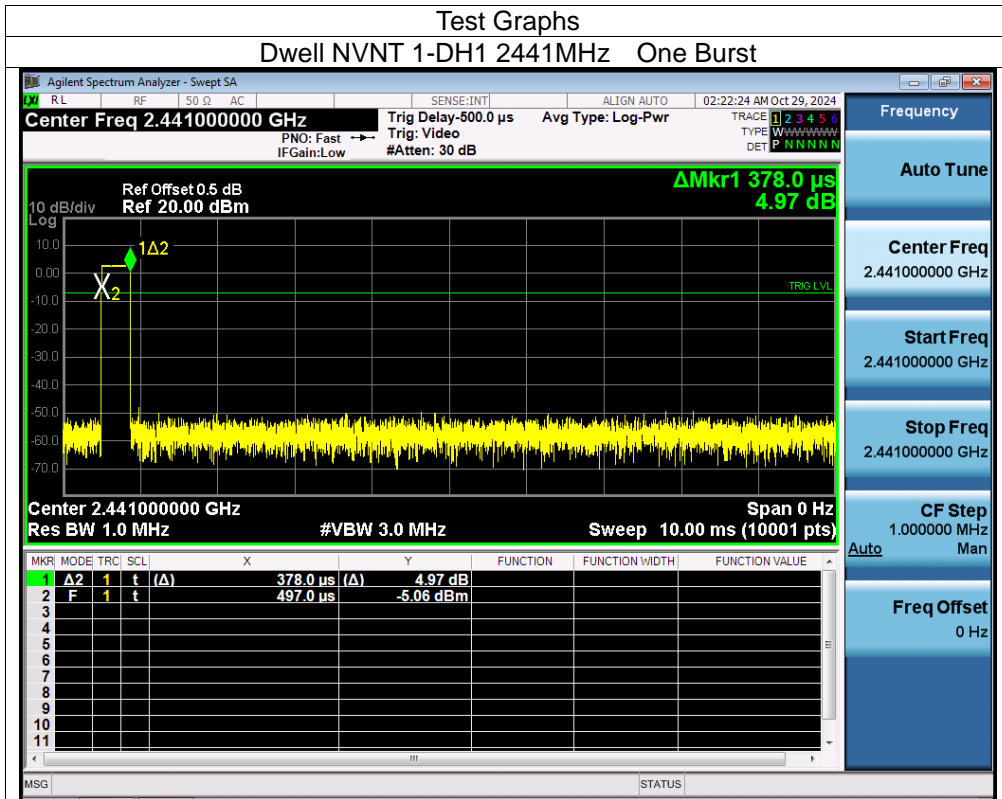 Test Graphs
Dwell NVNT 1-DH1 2441MHz One Burst
Agilent Spectrum Analyzer - Swept SA
LXI RL RF 50 Ω AC SENSE:INT ALIGN AUTO 02:22:24 AM Oct 29, 2024
Center Freq 2.441000000 GHz
PNO: Fast
IFGain:Low
Trig Delay-500.0 µs
Trig: Video
#Atten: 30 dB
Avg Type: Log-Pwr
TRACE 1 2 3 4 5 6
TYPE WWWWWW
DET P N N N N N
Frequency
Auto Tune
Center Freq
2.441000000 GHz
Start Freq
2.441000000 GHz
Stop Freq
2.441000000 GHz
CF Step
1.000000 MHz
Auto Man
Freq Offset
0 Hz
Ref Offset 0.5 dB
10 dB/div Ref 20.00 dBm
Log
ΔMkr1 378.0 µs
4.97 dB
10.0
0.00
-10.0
-20.0
-30.0
-40.0
-50.0
-60.0
-70.0
1Δ2
X2
TRIG LVL
Center 2.441000000 GHz Span 0 Hz
Res BW 1.0 MHz #VBW 3.0 MHz Sweep 10.00 ms (10001 pts)
MKR MODE TRC SCL X Y FUNCTION FUNCTION WIDTH FUNCTION VALUE
1 Δ2 1 t (Δ) 378.0 µs (Δ) 4.97 dB
2 F 1 t 497.0 µs -5.06 dBm
3
4
5
6
7
8
9
10
11
MSG STATUS